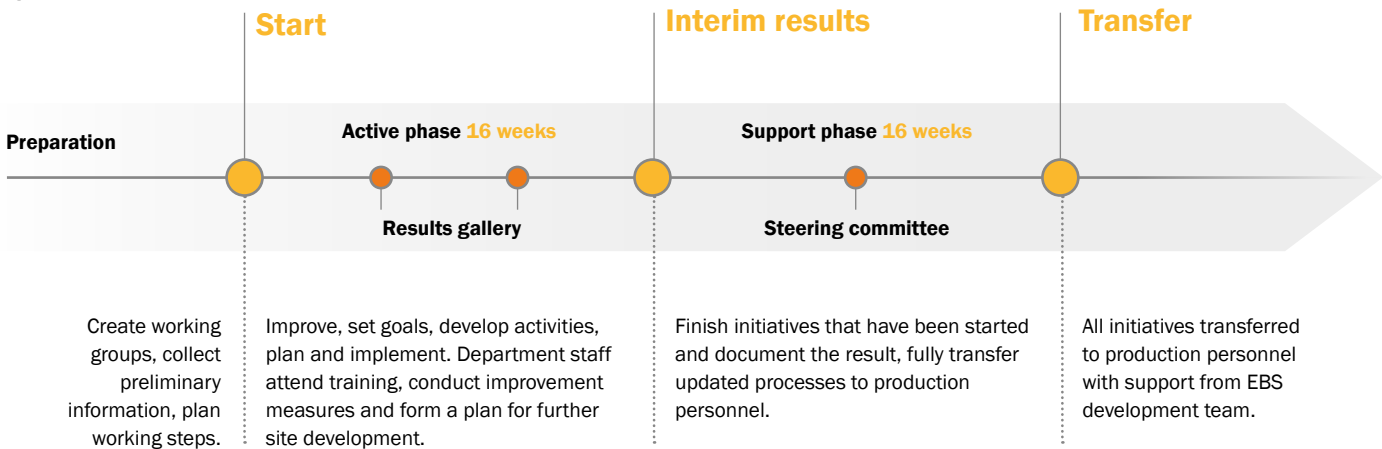 Start
Interim results
Transfer
Preparation
Active phase 16 weeks
Support phase 16 weeks
Results gallery
Steering committee
Create working
groups, collect
preliminary
information, plan
working steps.
Improve, set goals, develop activities,
plan and implement. Department staff
attend training, conduct improvement
measures and form a plan for further
site development.
Finish initiatives that have been started
and document the result, fully transfer
updated processes to production
personnel.
All initiatives transferred
to production personnel
with support from EBS
development team.